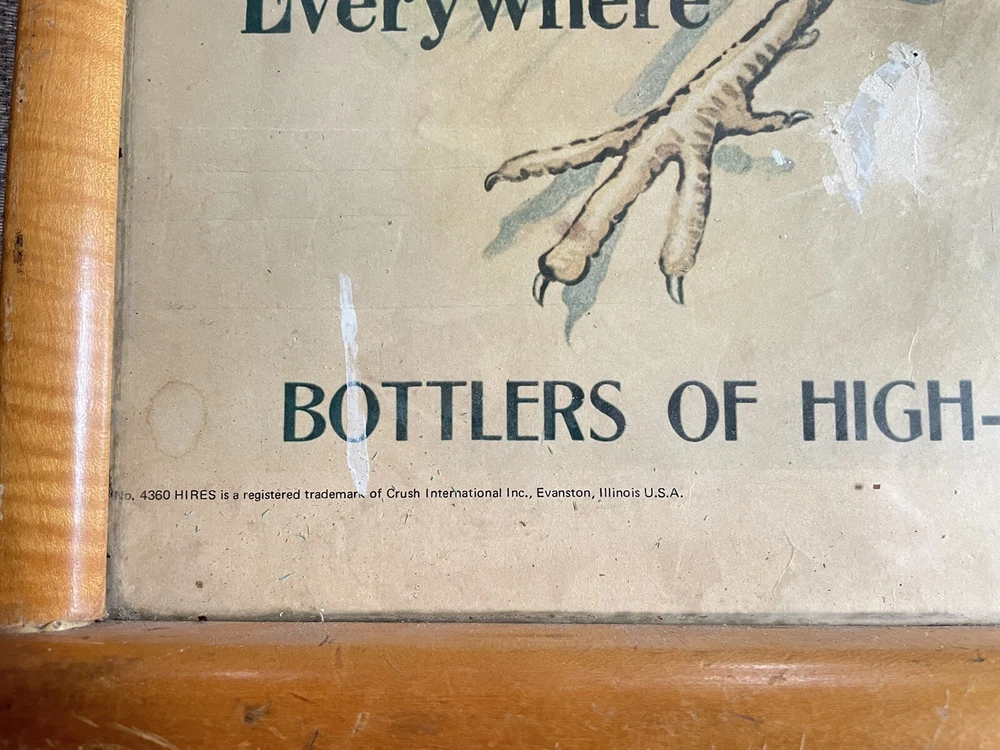 Everywhere
BOTTLERS OF HIGH-
No. 4360 HIRES is a registered trademark of Crush International Inc., Evanston, Illinois U.S.A.